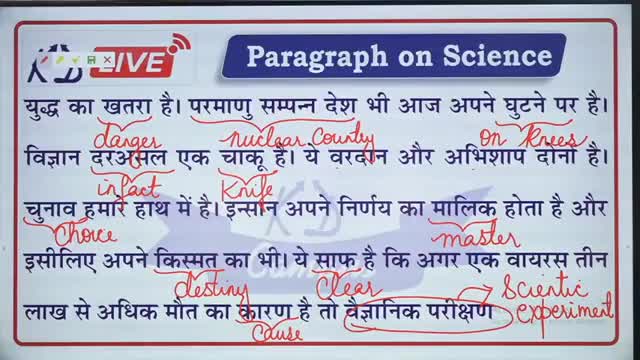 KD LIVE
Paragraph on Science
युद्ध का खतरा है। परमाणु सम्पन्न देश भी आज अपने घुटने पर है।
danger nuclear County on Knees
विज्ञान दरअसल एक चाकू है। ये वरदान और अभिशाप दोनों है।
infact Knife
चुनाव हमारे हाथ में है। इन्सान अपने निर्णय का मालिक होता है और
choice master
इसीलिए अपने किस्मत का भी। ये साफ है कि अगर एक वायरस तीन
destiny Clear Scientic
लाख से अधिक मौत का कारण है तो वैज्ञानिक परीक्षण experiment
cause
KD